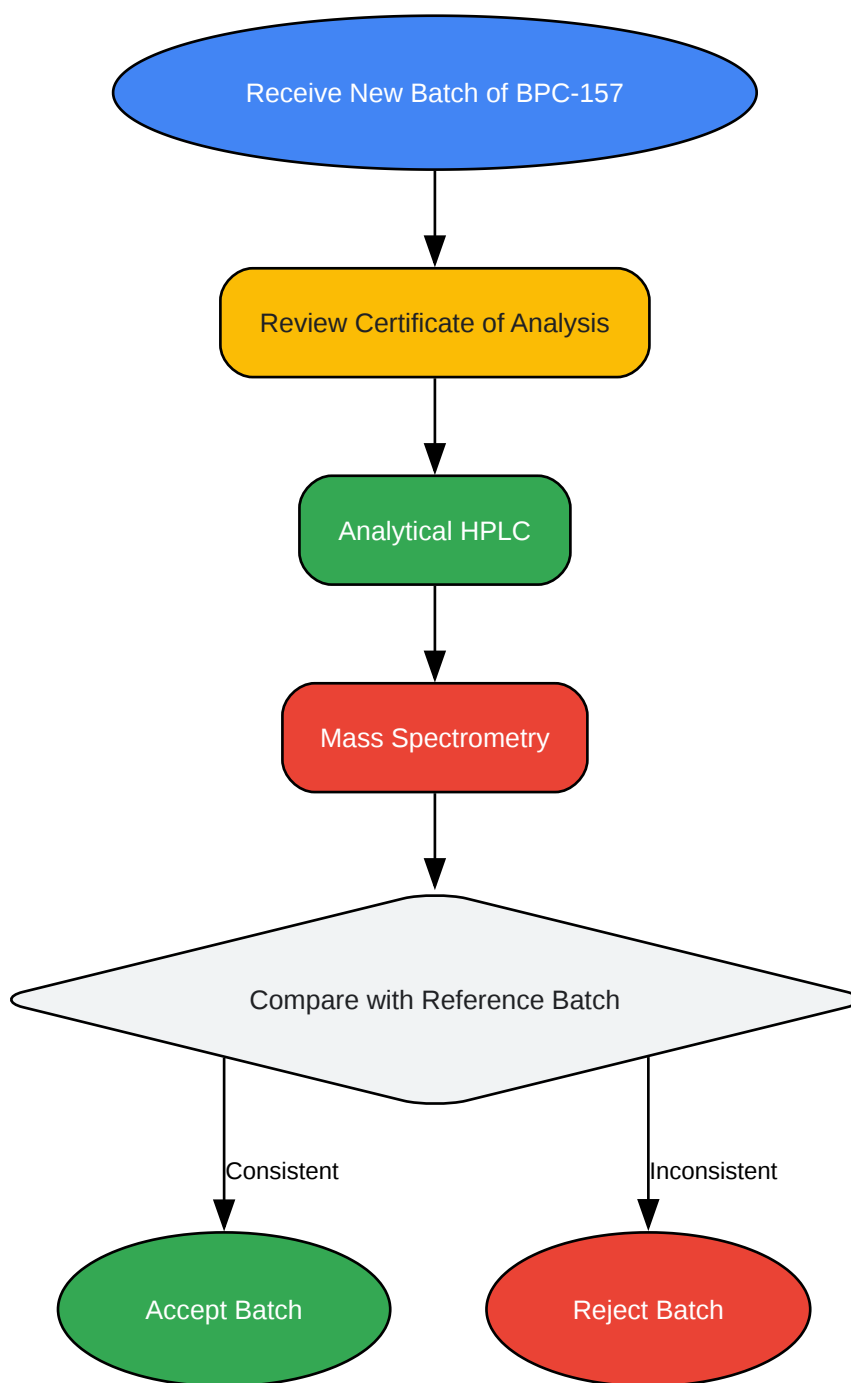 Receive New Batch of BPC-157
Review Certificate of Analysis
Analytical HPLC
Mass Spectrometry
Compare with Reference Batch
Consistent
Inconsistent
Accept Batch
Reject Batch